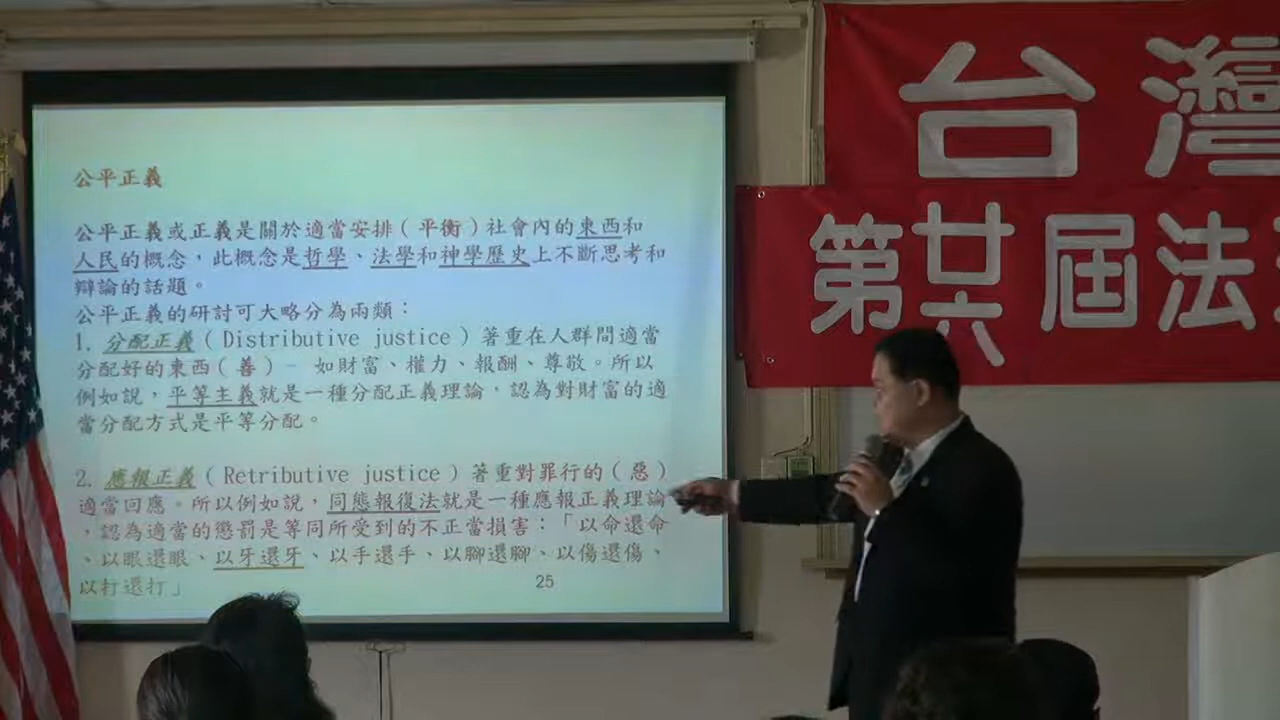 公平正義
公平正義或正義是關於適當安排（平衡）社會內的東西和
人民的概念，此概念是哲學、法學和神學歷史上不斷思考和
辯論的話題。
公平正義的研討可大略分為兩類：
1. 分配正義（Distributive justice）著重在人群間適當
分配好的東西（善）– 如財富、權力、報酬、尊敬。所以
例如說，平等主義就是一種分配正義理論，認為對財富的適
當分配方式是平等分配。
2. 應報正義（Retributive justice）著重對罪行的（惡）
適當回應。所以例如說，同態報復法就是一種應報正義理論
，認為適當的懲罰是等同所受到的不正當損害：「以命還命
、以眼還眼、以牙還牙、以手還手、以腳還腳、以傷還傷、
以打還打」
25
台灣
第廿六屆法